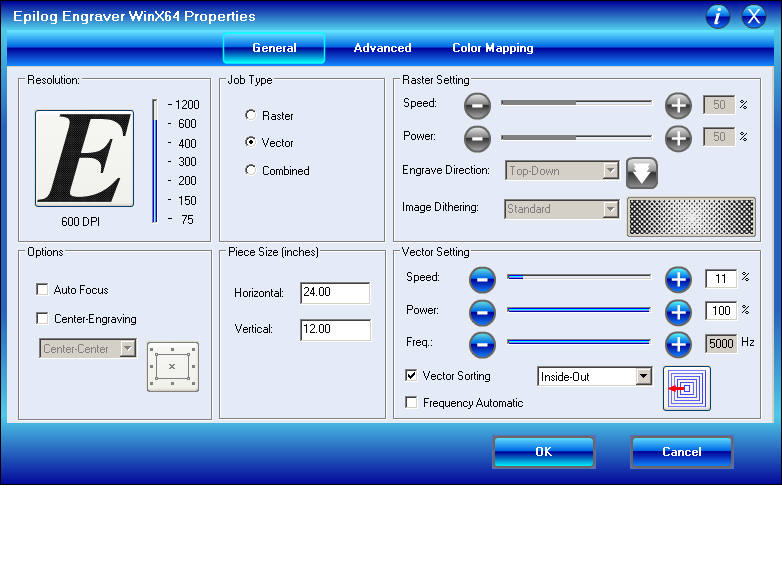 Epilog Engraver WinX64 Properties
i X
General Advanced Color Mapping
Resolution:
E
1200
600
400
300
200
150
75
600 DPI
Job Type
Raster
Vector
Combined
Raster Setting
Speed: 50 %
Power: 50 %
Engrave Direction: Top-Down
Image Dithering: Standard
Options
Auto Focus
Center-Engraving
Center-Center
Piece Size (inches)
Horizontal: 24.00
Vertical: 12.00
Vector Setting
Speed: 11 %
Power: 100 %
Freq.: 5000 Hz
Vector Sorting Inside-Out
Frequency Automatic
OK Cancel